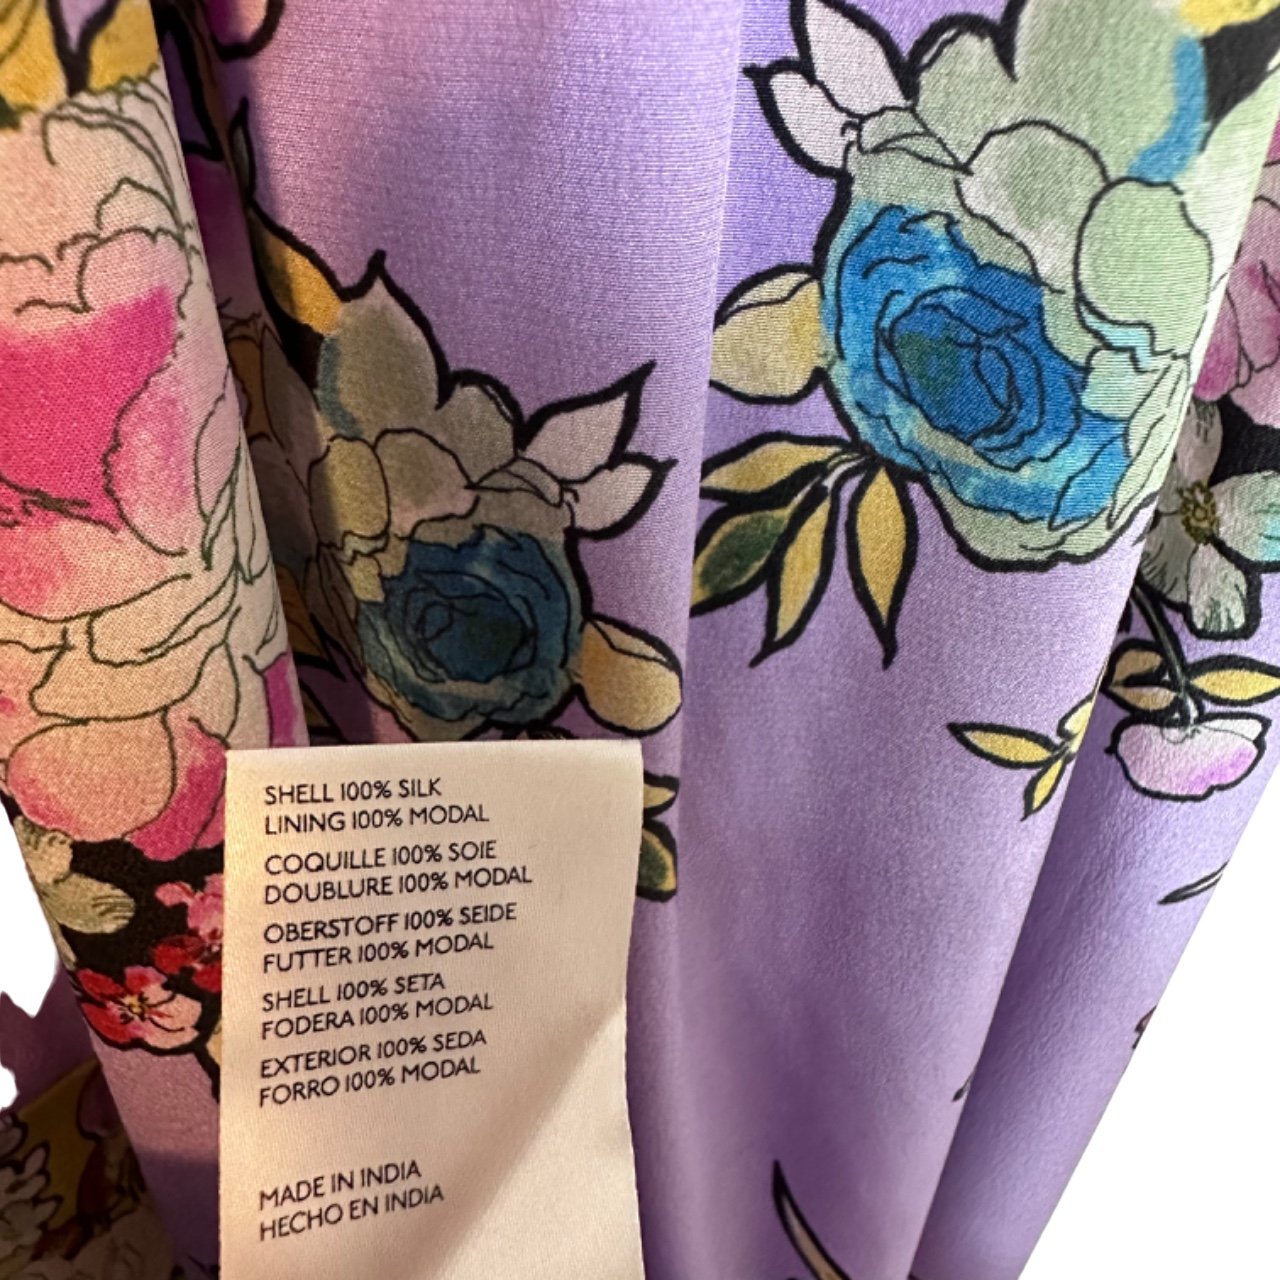 SHELL 100% SILK
LINING 100% MODAL
COQUILLE 100% SOIE
DOUBLURE 100% MODAL
OBERSTOFF 100% SEIDE
FUTTER 100% MODAL
SHELL 100% SETA
FODERA 100% MODAL
EXTERIOR 100% SEDA
FORRO 100% MODAL
MADE IN INDIA
HECHO EN INDIA